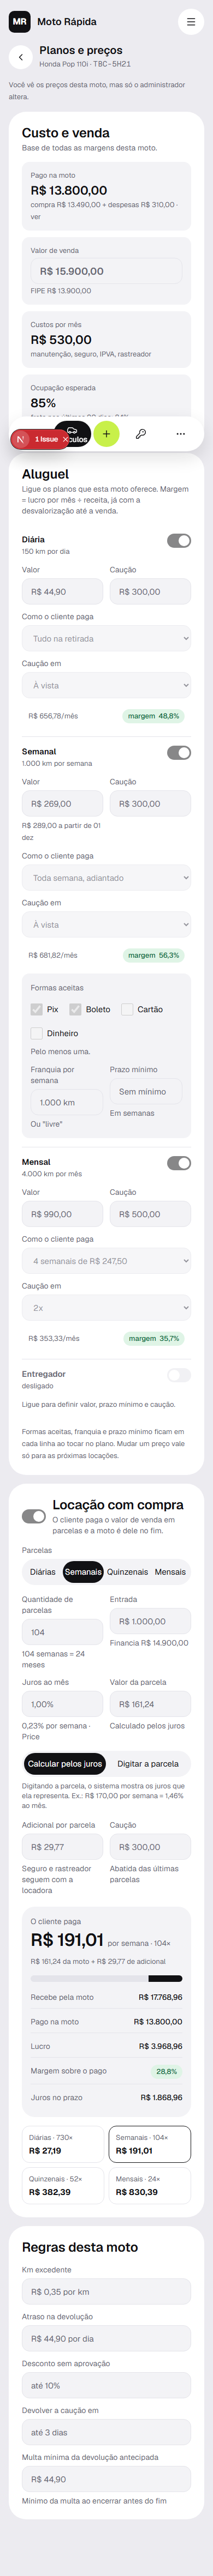 MR Moto Rápida
Planos e preços
Honda Pop 110i · TBC-5H21
Você vê os preços desta moto, mas só o administrador
altera.
Custo e venda
Base de todas as margens desta moto.
Pago na moto
R$ 13.800,00
compra R$ 13.490,00 + despesas R$ 310,00 ·
ver
Valor de venda
R$ 15.900,00
FIPE R$ 13.900,00
Custos por mês
R$ 530,00
manutenção, seguro, IPVA, rastreador
Ocupação esperada
85%
N 1 Issue ×
Aluguel
Ligue os planos que esta moto oferece. Margem
= lucro por mês ÷ receita, já com a
desvalorização até a venda.
Diária
150 km por dia
Valor Caução
R$ 44,90 R$ 300,00
Como o cliente paga
Tudo na retirada
Caução em
À vista
R$ 656,78/mês margem 48,8%
Semanal
1.000 km por semana
Valor Caução
R$ 269,00 R$ 300,00
R$ 289,00 a partir de 01
dez
Como o cliente paga
Toda semana, adiantado
Caução em
À vista
R$ 681,82/mês margem 56,3%
Formas aceitas
Pix Boleto Cartão
Dinheiro
Pelo menos uma.
Franquia por
semana
Prazo mínimo
1.000 km Sem mínimo
Ou "livre" Em semanas
Mensal
4.000 km por mês
Valor Caução
R$ 990,00 R$ 500,00
Como o cliente paga
4 semanas de R$ 247,50
Caução em
2x
R$ 353,33/mês margem 35,7%
Entregador
desligado
Ligue para definir valor, prazo mínimo e caução.
Formas aceitas, franquia e prazo mínimo ficam em
cada linha ao tocar no plano. Mudar um preço vale
só para as próximas locações.
Locação com compra
O cliente paga o valor de venda em
parcelas e a moto é dele no fim.
Parcelas
Diárias Semanais Quinzenais Mensais
Quantidade de
parcelas
Entrada
104 R$ 1.000,00
104 semanas = 24
meses
Financia R$ 14.900,00
Juros ao mês Valor da parcela
1,00% R$ 161,24
0,23% por semana ·
Price
Calculado pelos juros
Calcular pelos juros Digitar a parcela
Digitando a parcela, o sistema mostra os juros que
ela representa. Ex.: R$ 170,00 por semana = 1,46%
ao mês.
Adicional por parcela Caução
R$ 29,77 R$ 300,00
Seguro e rastreador
seguem com a
locadora
Abatida das últimas
parcelas
O cliente paga
R$ 191,01 por semana · 104×
R$ 161,24 da moto + R$ 29,77 de adicional
Recebe pela moto R$ 17.768,96
Pago na moto R$ 13.800,00
Lucro R$ 3.968,96
Margem sobre o pago 28,8%
Juros no prazo R$ 1.868,96
Diárias · 730× Semanais · 104×
R$ 27,19 R$ 191,01
Quinzenais · 52× Mensais · 24×
R$ 382,39 R$ 830,39
Regras desta moto
Km excedente
R$ 0,35 por km
Atraso na devolução
R$ 44,90 por dia
Desconto sem aprovação
até 10%
Devolver a caução em
até 3 dias
Multa mínima da devolução antecipada
R$ 44,90
Mínimo da multa ao encerrar antes do fim